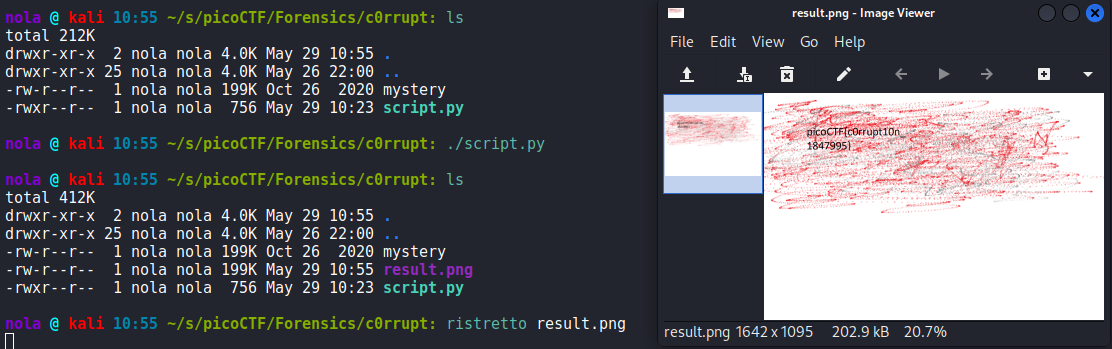 nola @ kali 10:55 ~/s/picoCTF/Forensics/c0rrupt: ls
total 212K
drwxr-xr-x  2 nola nola 4.0K May 29 10:55 .
drwxr-xr-x 25 nola nola 4.0K May 26 22:00 ..
-rw-r--r--  1 nola nola 199K Oct 26  2020 mystery
-rwxr--r--  1 nola nola  756 May 29 10:23 script.py
nola @ kali 10:55 ~/s/picoCTF/Forensics/c0rrupt: ./script.py
nola @ kali 10:55 ~/s/picoCTF/Forensics/c0rrupt: ls
total 412K
drwxr-xr-x  2 nola nola 4.0K May 29 10:55 .
drwxr-xr-x 25 nola nola 4.0K May 26 22:00 ..
-rw-r--r--  1 nola nola 199K Oct 26  2020 mystery
-rw-r--r--  1 nola nola 199K May 29 10:55 result.png
-rwxr--r--  1 nola nola  756 May 29 10:23 script.py
nola @ kali 10:55 ~/s/picoCTF/Forensics/c0rrupt: ristretto result.png
result.png - Image Viewer
File Edit View Go Help
picoCTF{c0rrupt10n
1847995}
result.png 1642 x 1095 202.9 kB 20.7%